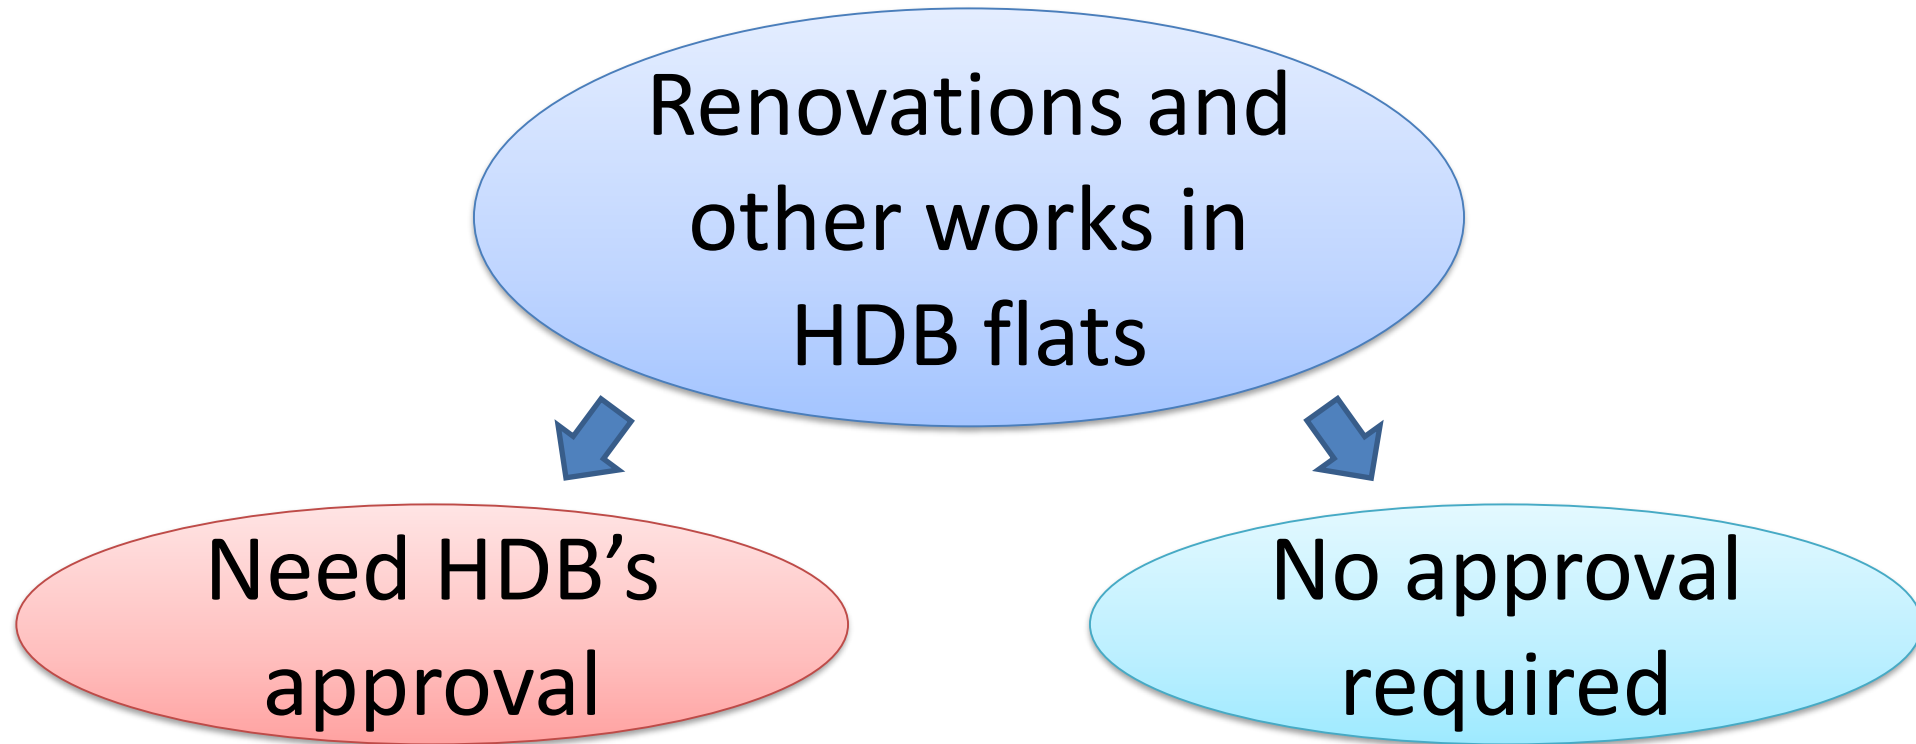 Renovations and
other works in
HDB flats
Need HDB’s
approval
No approval
required